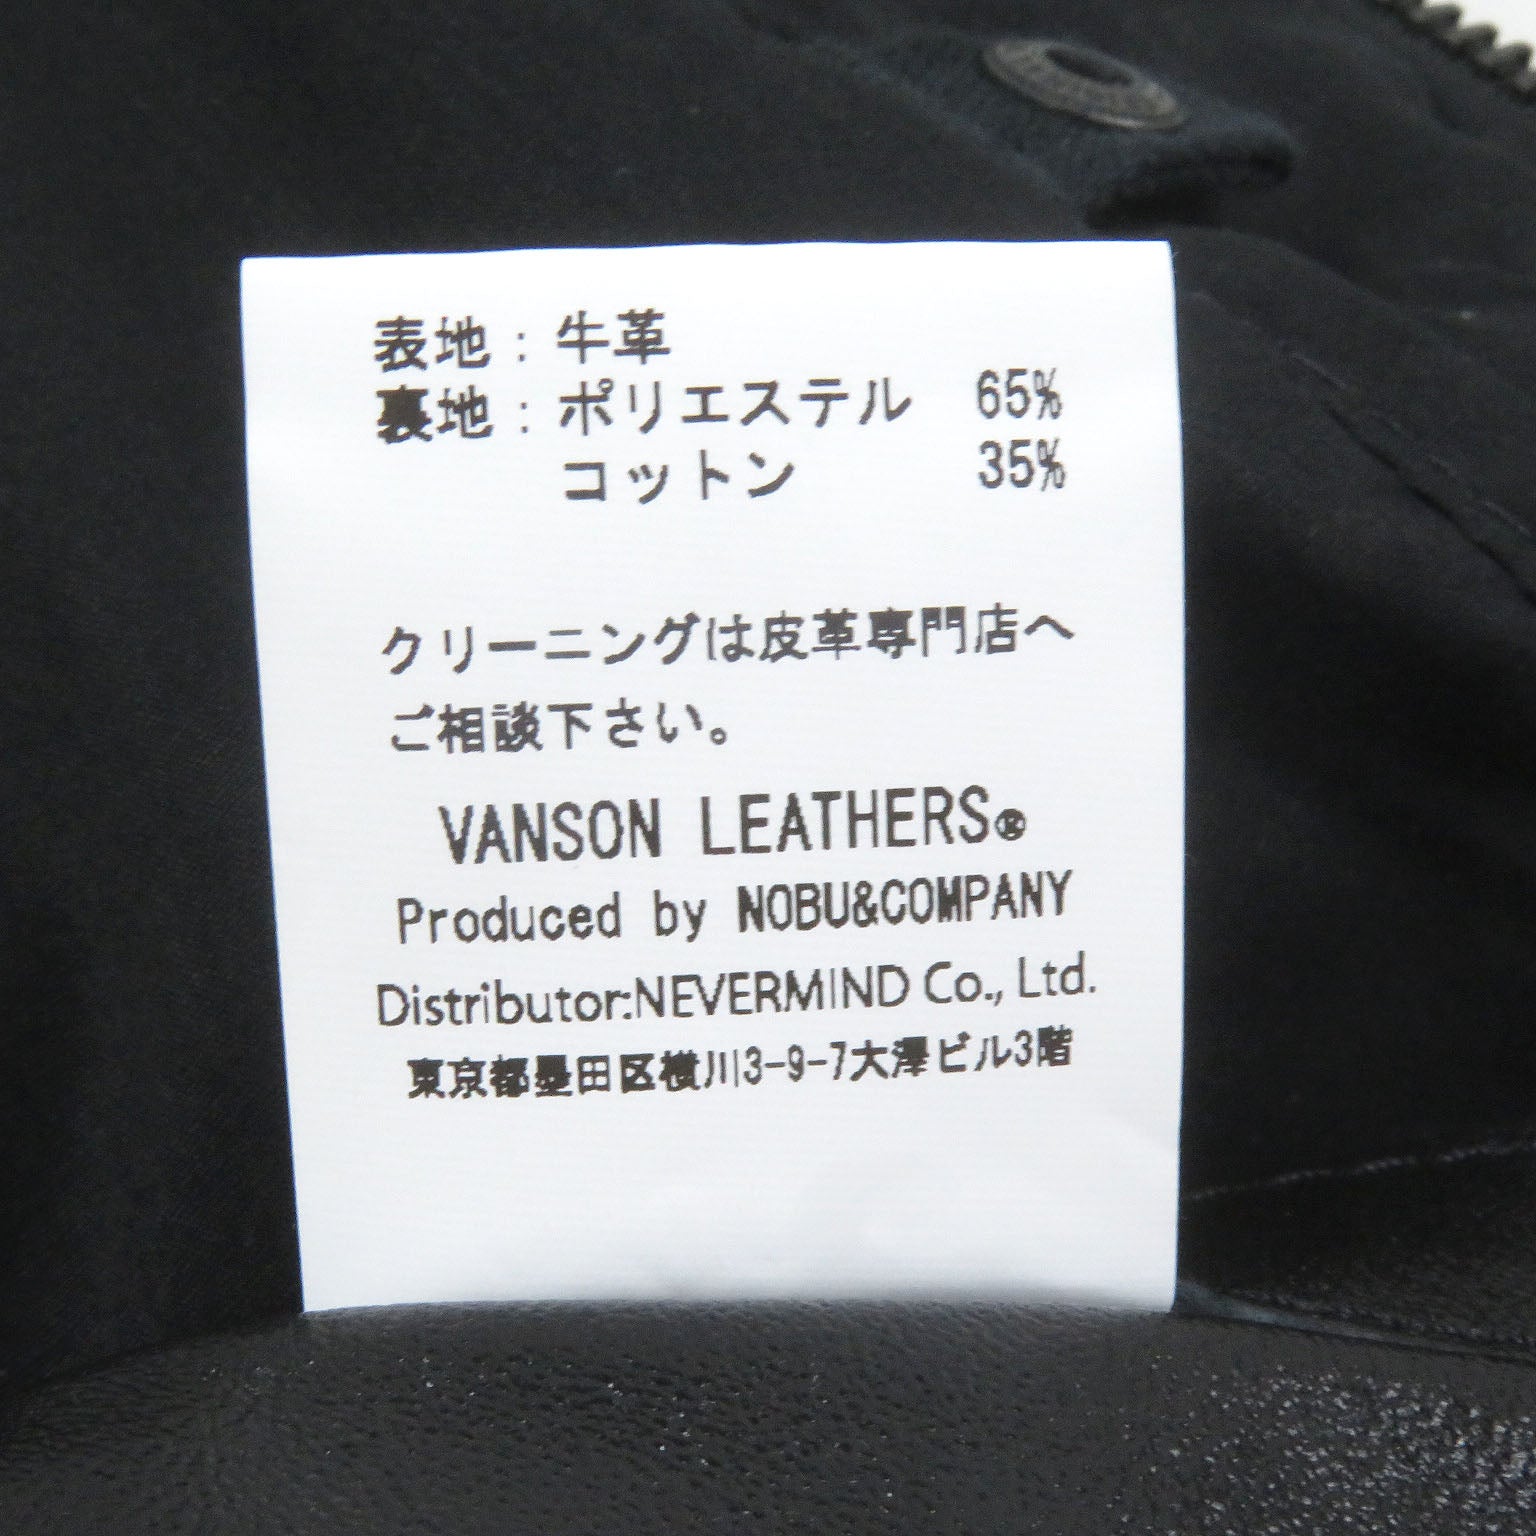 表地：牛革
裏地：ポリエステル 65%
コットン 35%
クリーニングは皮革専門店へ
ご相談下さい。
VANSON LEATHERS®
Produced by NOBU&COMPANY
Distributor:NEVERMIND Co., Ltd.
東京都墨田区横川3-9-7大澤ビル3階